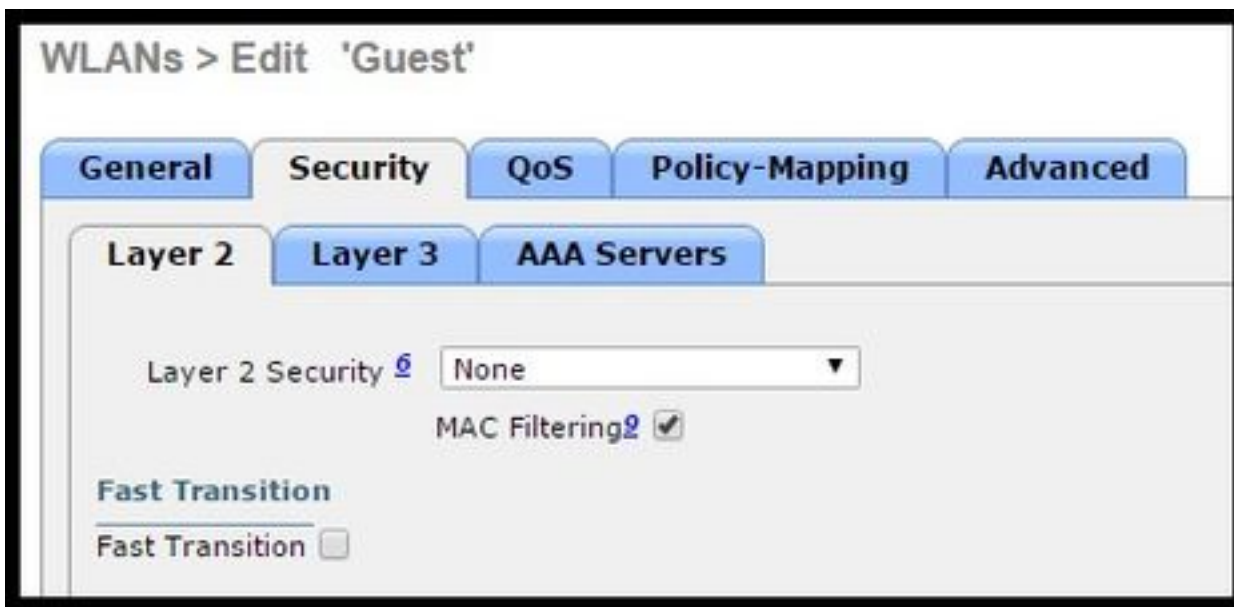 WLANs > Edit 'Guest'
General Security QoS Policy-Mapping Advanced
Layer 2 Layer 3 AAA Servers
Layer 2 Security 6 None
MAC Filtering9
Fast Transition
Fast Transition